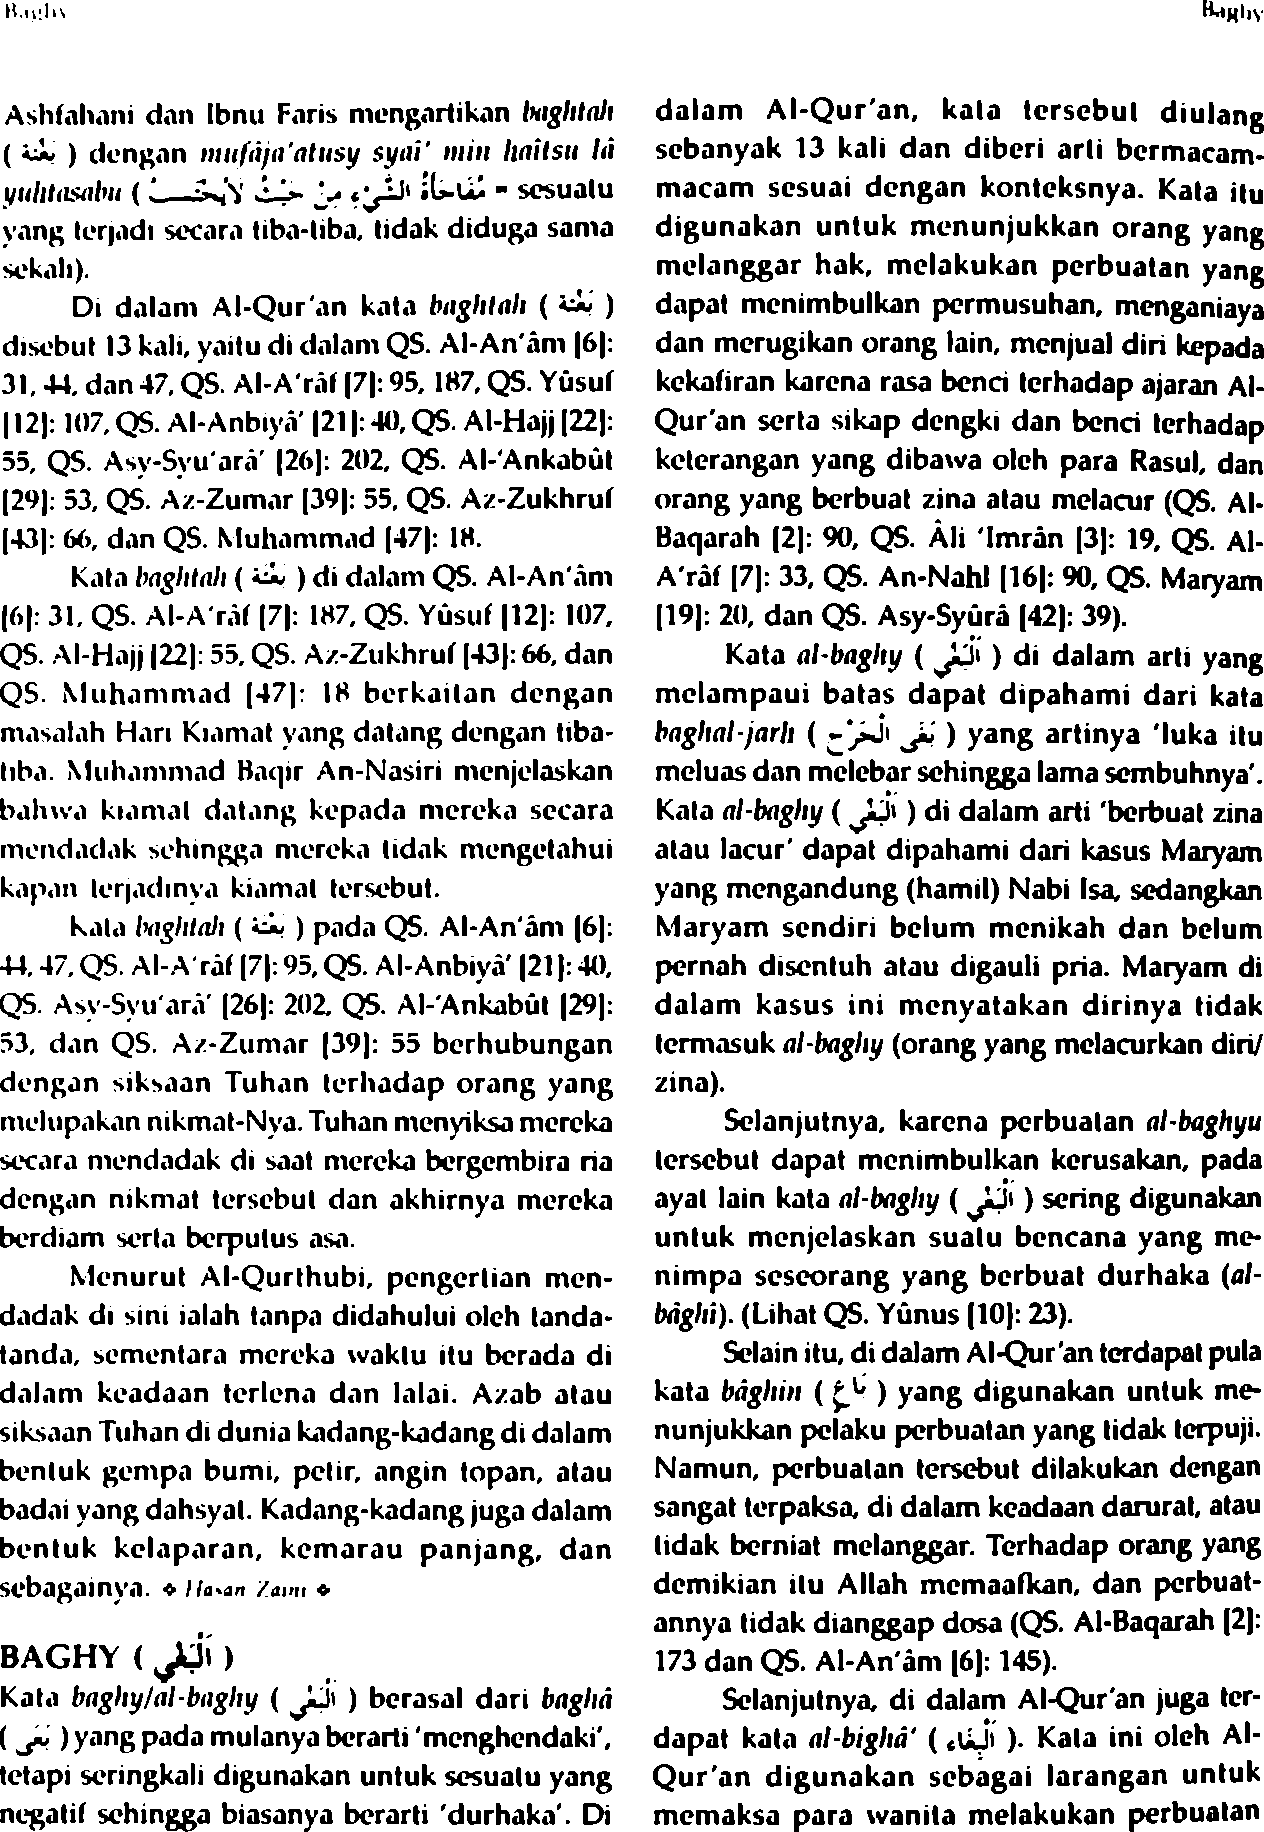 Baghy
Baghy
Ashfahani dan Ibnu Faris mengartikan baghtah
( بَغْتَةً ) dengan mufâja'atusy syai' min haitsu lâ
yuhtasabu ( مُفَاجَأَةُ الشَّيْءِ مِنْ حَيْثُ لاَيُحْتَسَبُ = sesuatu
yang terjadi secara tiba-tiba, tidak diduga sama
sekali).
Di dalam Al-Qur'an kata baghtah ( بَغْتَةً )
disebut 13 kali, yaitu di dalam QS. Al-An'âm [6]:
31, 44, dan 47, QS. Al-A'râf [7]: 95, 187, QS. Yûsuf
[12]: 107, QS. Al-Anbiyâ' [21]: 40, QS. Al-Hajj [22]:
55, QS. Asy-Syu'arâ' [26]: 202, QS. Al-'Ankabût
[29]: 53, QS. Az-Zumar [39]: 55, QS. Az-Zukhruf
[43]: 66, dan QS. Muhammad [47]: 18.
Kata baghtah ( بَغْتَةً ) di dalam QS. Al-An'âm
[6]: 31, QS. Al-A'râf [7]: 187, QS. Yûsuf [12]: 107,
QS. Al-Hajj [22]: 55, QS. Az-Zukhruf [43]: 66, dan
QS. Muhammad [47]: 18 berkaitan dengan
masalah Hari Kiamat yang datang dengan tiba-
tiba. Muhammad Baqir An-Nasiri menjelaskan
bahwa kiamat datang kepada mereka secara
mendadak sehingga mereka tidak mengetahui
kapan terjadinya kiamat tersebut.
Kata baghtah ( بَغْتَةً ) pada QS. Al-An'âm [6]:
44, 47, QS. Al-A'râf [7]: 95, QS. Al-Anbiyâ' [21]: 40,
QS. Asy-Syu'arâ' [26]: 202, QS. Al-'Ankabût [29]:
53, dan QS. Az-Zumar [39]: 55 berhubungan
dengan siksaan Tuhan terhadap orang yang
melupakan nikmat-Nya. Tuhan menyiksa mereka
secara mendadak di saat mereka bergembira ria
dengan nikmat tersebut dan akhirnya mereka
berdiam serta berputus asa.
Menurut Al-Qurthubi, pengertian men-
dadak di sini ialah tanpa didahului oleh tanda-
tanda, sementara mereka waktu itu berada di
dalam keadaan terlena dan lalai. Azab atau
siksaan Tuhan di dunia kadang-kadang di dalam
bentuk gempa bumi, petir, angin topan, atau
badai yang dahsyat. Kadang-kadang juga dalam
bentuk kelaparan, kemarau panjang, dan
sebagainya. ❖ Hasan Zaini ❖
BAGHY ( اَلْبَغْي )
Kata baghy/al-baghy ( اَلْبَغْي ) berasal dari baghâ
( بَغَى ) yang pada mulanya berarti 'menghendaki',
tetapi seringkali digunakan untuk sesuatu yang
negatif sehingga biasanya berarti 'durhaka'. Di
dalam Al-Qur'an, kata tersebut diulang
sebanyak 13 kali dan diberi arti bermacam-
macam sesuai dengan konteksnya. Kata itu
digunakan untuk menunjukkan orang yang
melanggar hak, melakukan perbuatan yang
dapat menimbulkan permusuhan, menganiaya
dan merugikan orang lain, menjual diri kepada
kekafiran karena rasa benci terhadap ajaran Al-
Qur'an serta sikap dengki dan benci terhadap
keterangan yang dibawa oleh para Rasul, dan
orang yang berbuat zina atau melacur (QS. Al-
Baqarah [2]: 90, QS. Âli 'Imrân [3]: 19, QS. Al-
A'râf [7]: 33, QS. An-Nahl [16]: 90, QS. Maryam
[19]: 20, dan QS. Asy-Syûrâ [42]: 39).
Kata al-baghy ( اَلْبَغْي ) di dalam arti yang
melampaui batas dapat dipahami dari kata
baghal-jarh ( بَغَى الْجَرْحُ ) yang artinya 'luka itu
meluas dan melebar sehingga lama sembuhnya'.
Kata al-baghy ( اَلْبَغْي ) di dalam arti 'berbuat zina
atau lacur' dapat dipahami dari kasus Maryam
yang mengandung (hamil) Nabi Isa, sedangkan
Maryam sendiri belum menikah dan belum
pernah disentuh atau digauli pria. Maryam di
dalam kasus ini menyatakan dirinya tidak
termasuk al-baghy (orang yang melacurkan diri/
zina).
Selanjutnya, karena perbuatan al-baghyu
tersebut dapat menimbulkan kerusakan, pada
ayat lain kata al-baghy ( اَلْبَغْي ) sering digunakan
untuk menjelaskan suatu bencana yang me-
nimpa seseorang yang berbuat durhaka (al-
bâghî). (Lihat QS. Yûnus [10]: 23).
Selain itu, di dalam Al-Qur'an terdapat pula
kata bâghin ( بَاغٍ ) yang digunakan untuk me-
nunjukkan pelaku perbuatan yang tidak terpuji.
Namun, perbuatan tersebut dilakukan dengan
sangat terpaksa, di dalam keadaan darurat, atau
tidak berniat melanggar. Terhadap orang yang
demikian itu Allah memaafkan, dan perbuat-
annya tidak dianggap dosa (QS. Al-Baqarah [2]:
173 dan QS. Al-An'âm [6]: 145).
Selanjutnya, di dalam Al-Qur'an juga ter-
dapat kata al-bighâ' ( اَلْبِغَاء ). Kata ini oleh Al-
Qur'an digunakan sebagai larangan untuk
memaksa para wanita melakukan perbuatan